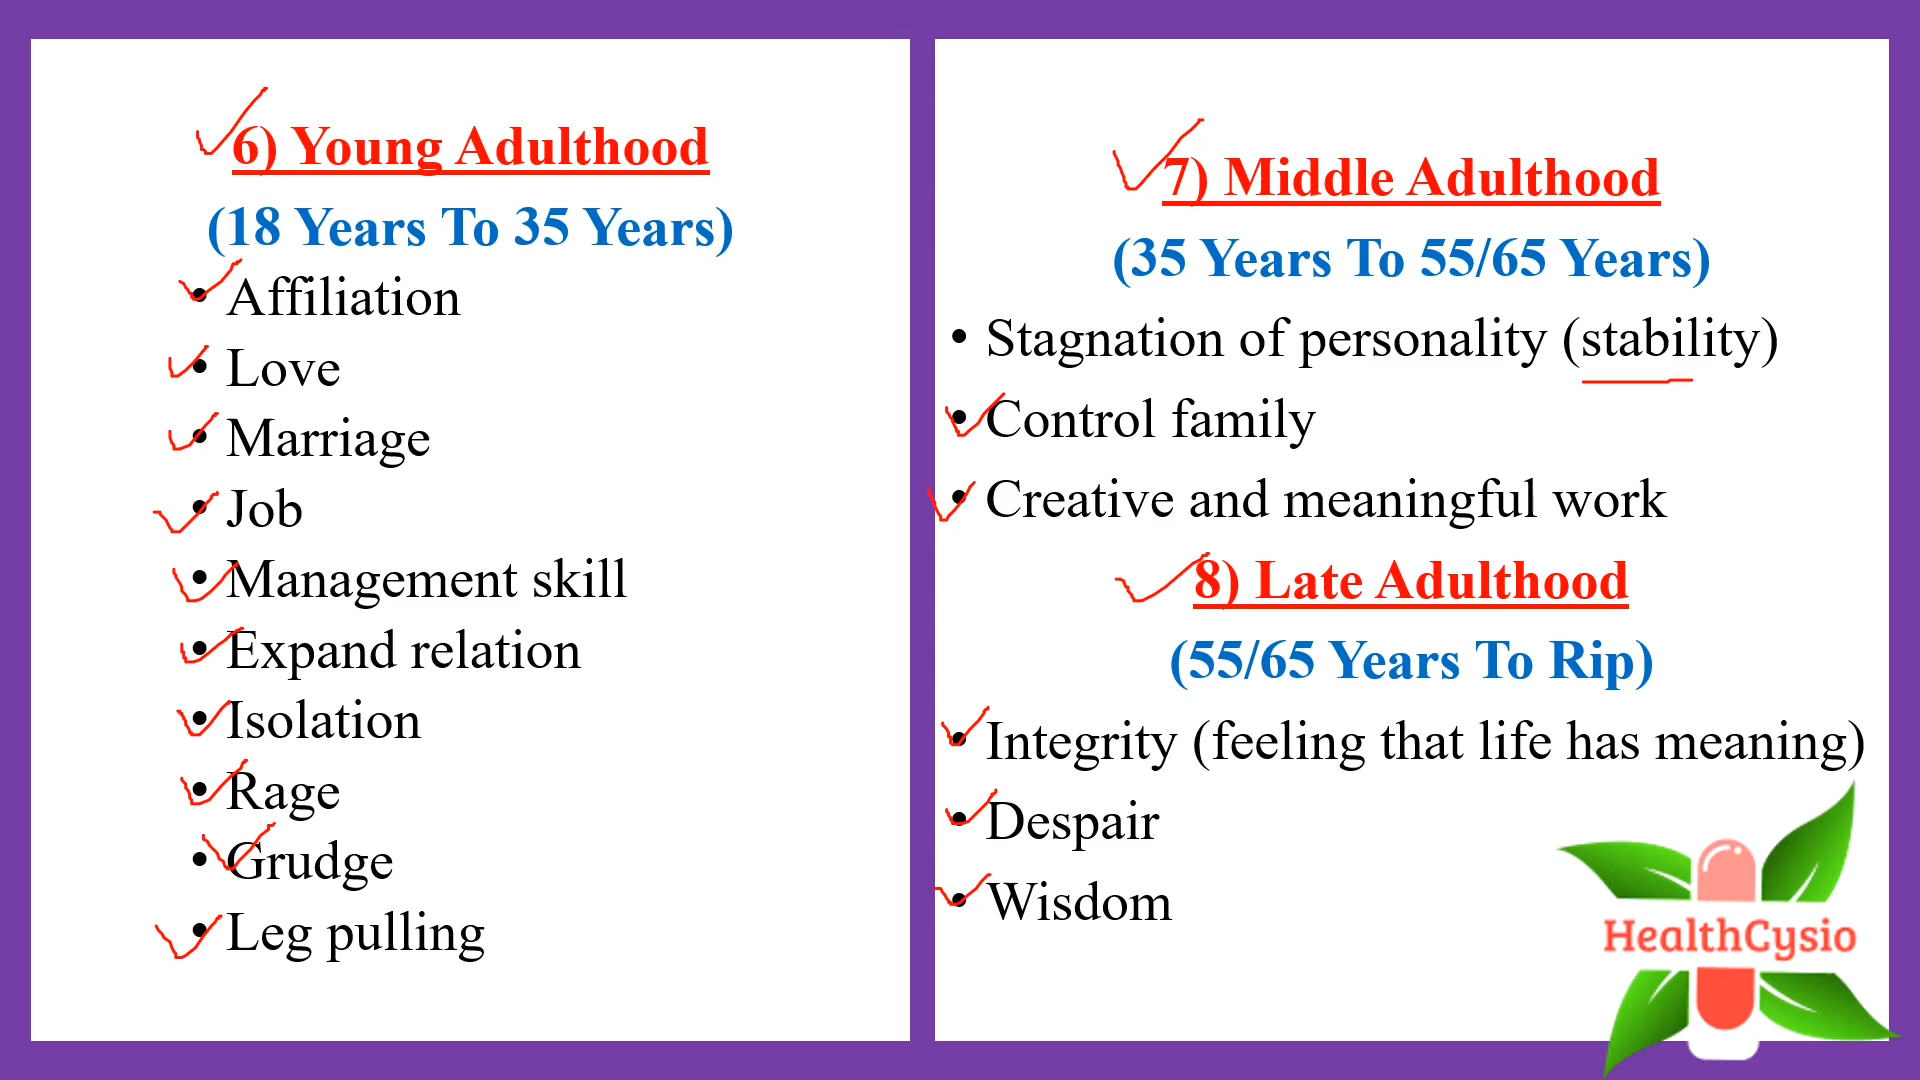 6) Young Adulthood
(18 Years To 35 Years)
• Affiliation
• Love
• Marriage
• Job
• Management skill
• Expand relation
• Isolation
• Rage
• Grudge
• Leg pulling
7) Middle Adulthood
(35 Years To 55/65 Years)
• Stagnation of personality (stability)
• Control family
• Creative and meaningful work
8) Late Adulthood
(55/65 Years To Rip)
• Integrity (feeling that life has meaning)
• Despair
• Wisdom
HealthCysio